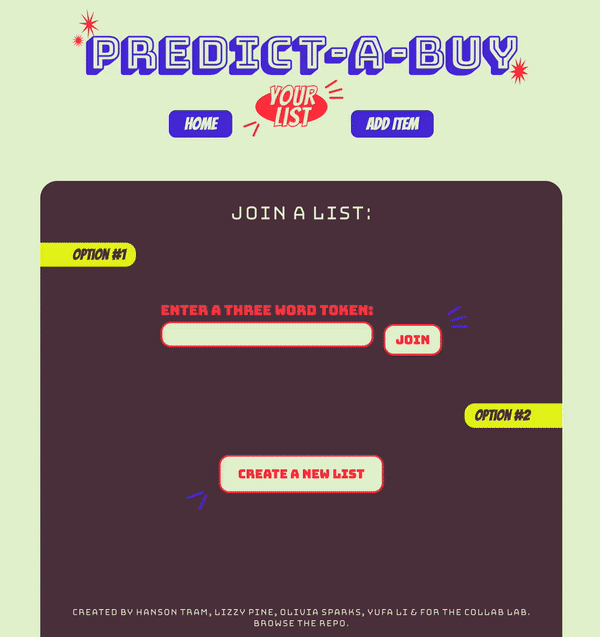 PREDICT-A-BUY
HOME
YOUR
LIST
ADD ITEM
JOIN A LIST:
OPTION #1
ENTER A THREE WORD TOKEN:
JOIN
OPTION #2
CREATE A NEW LIST
CREATED BY HANSON TRAM, LIZZY PINE, OLIVIA SPARKS, YUFA LI & FOR THE COLLAB LAB.
BROWSE THE REPO.